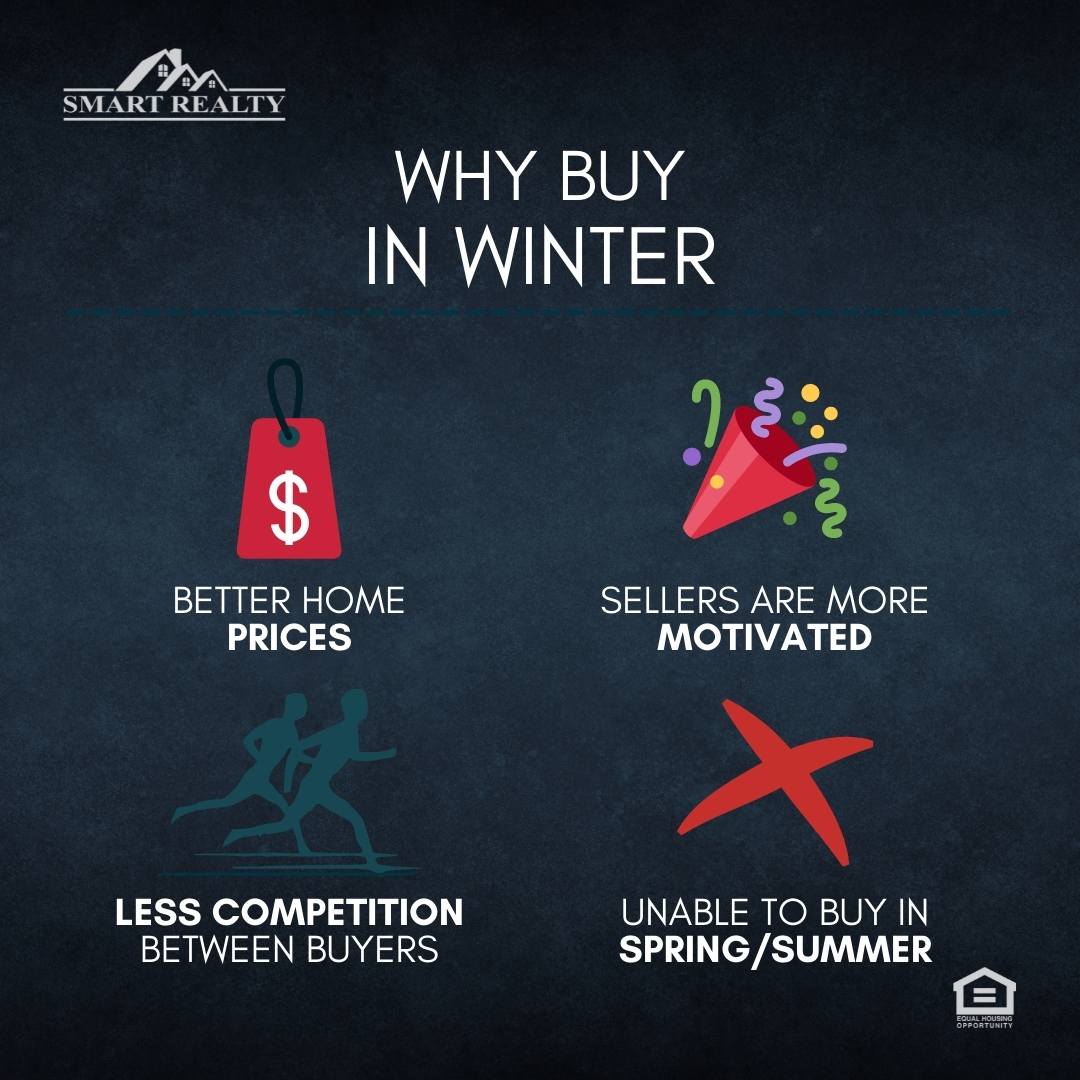 SMART REALTY
WHY BUY
IN WINTER
$
BETTER HOME
PRICES
SELLERS ARE MORE
MOTIVATED
LESS COMPETITION
BETWEEN BUYERS
UNABLE TO BUY IN
SPRING/SUMMER
EQUAL HOUSING
OPPORTUNITY